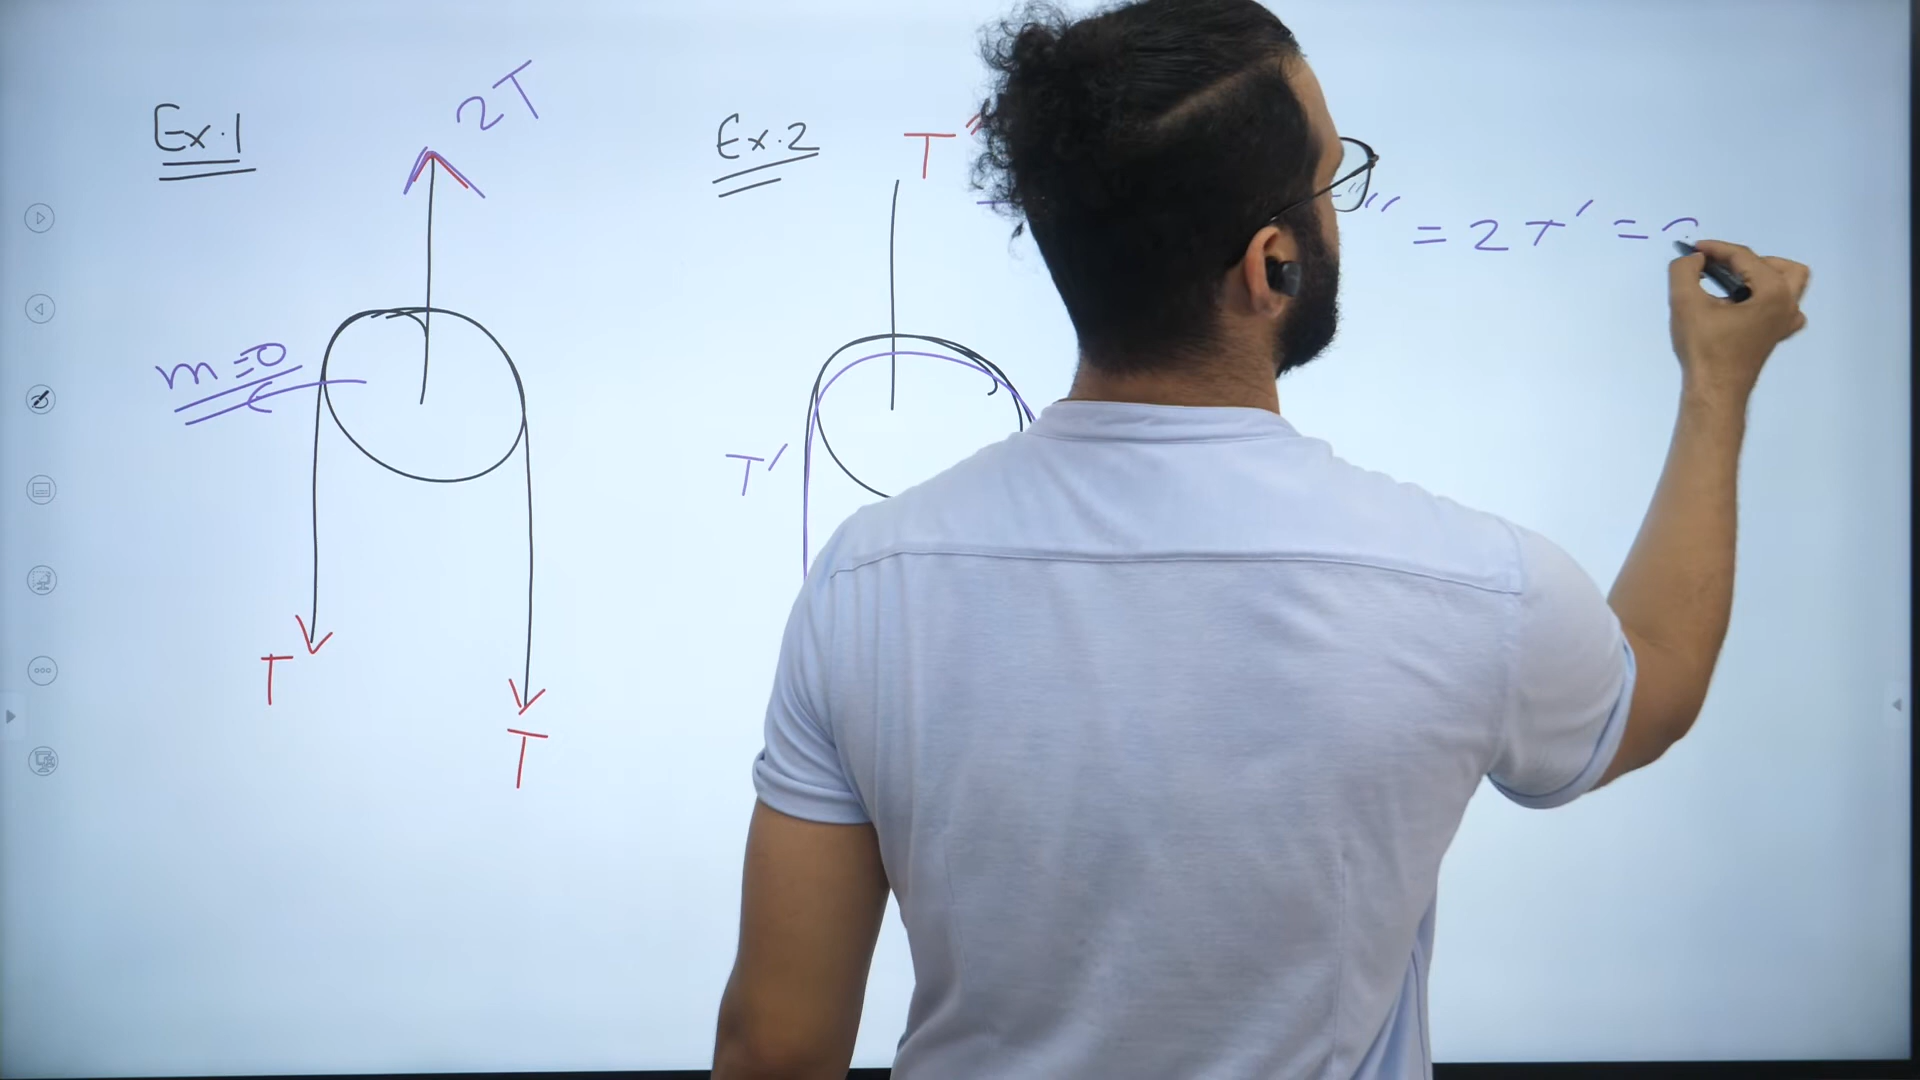 Ex.1
2T
m=0
T
T
Ex.2
T
T'
" = 2T' =